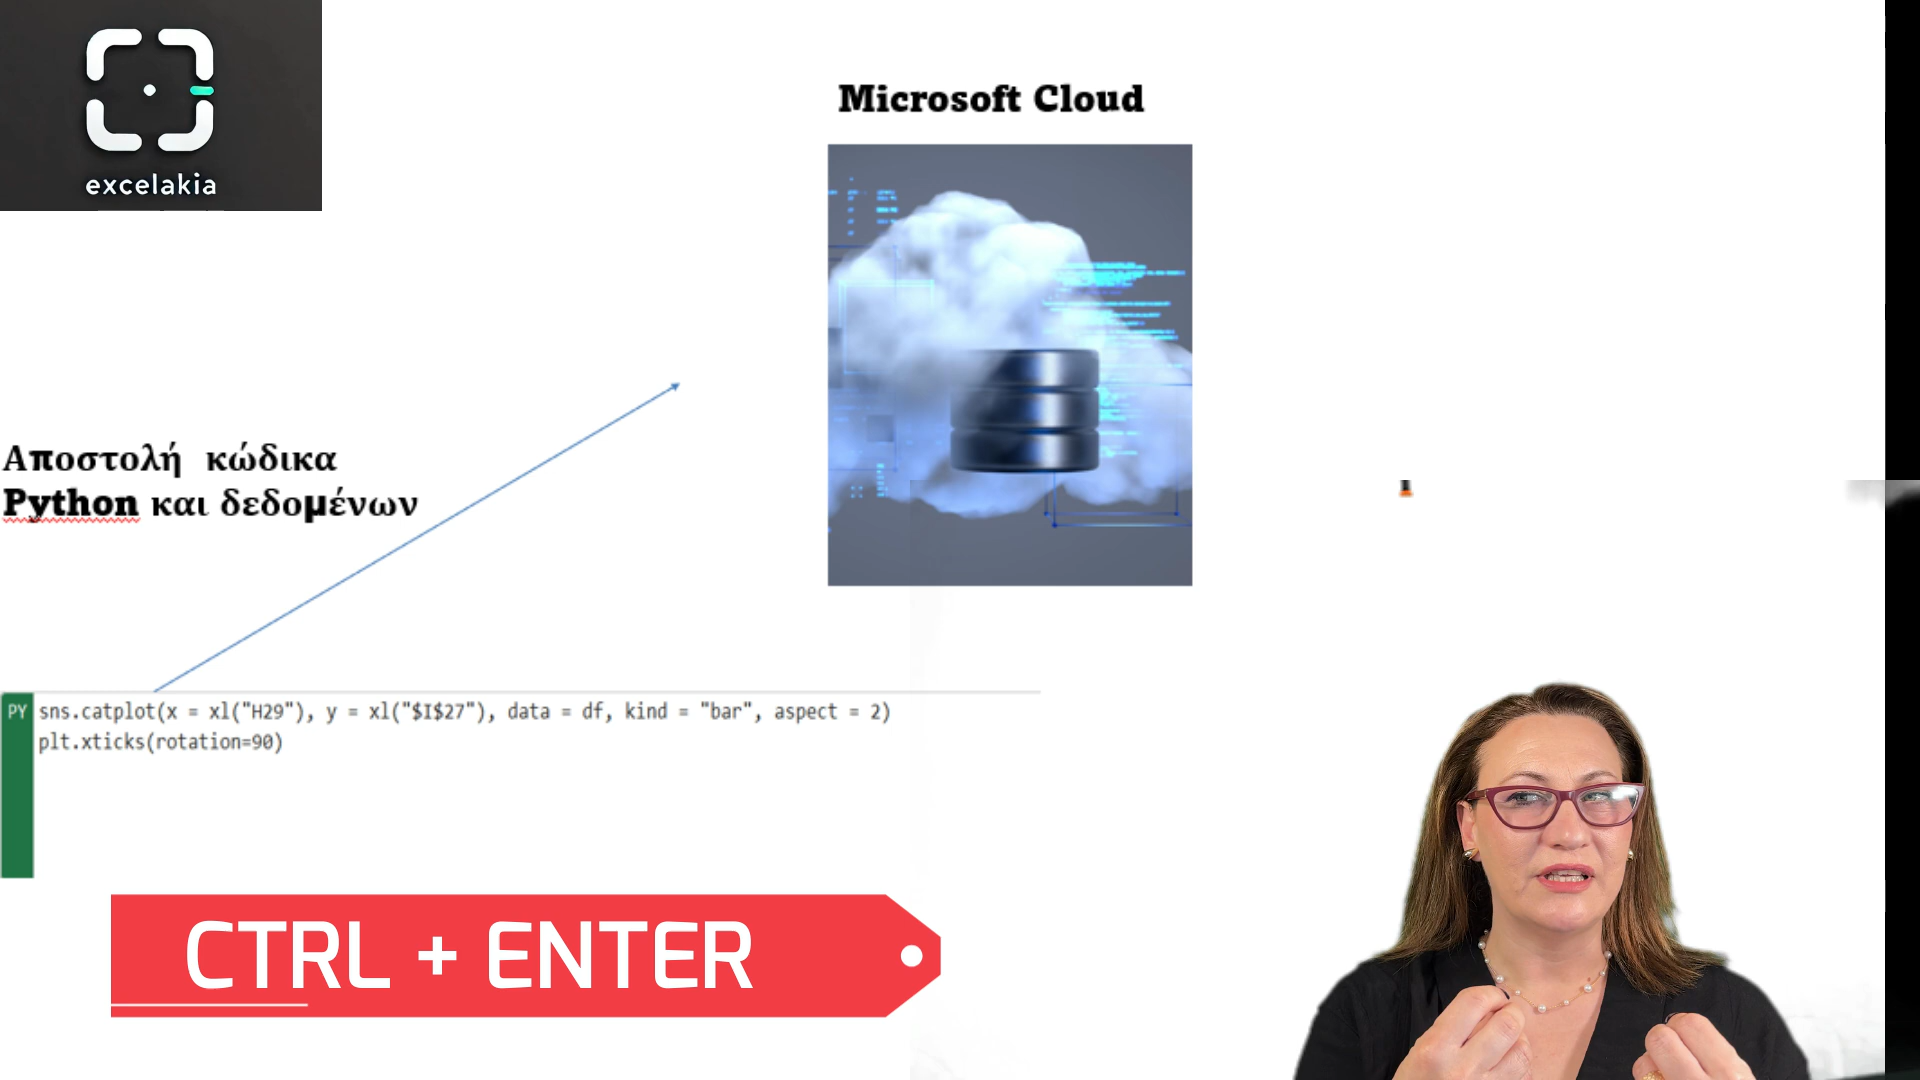 excelakia
Microsoft Cloud
Αποστολή κώδικα
Python και δεδομένων
PY
sns.catplot(x = xl("H29"), y = xl("$I$27"), data = df, kind = "bar", aspect = 2)
plt.xticks(rotation=90)
CTRL + ENTER